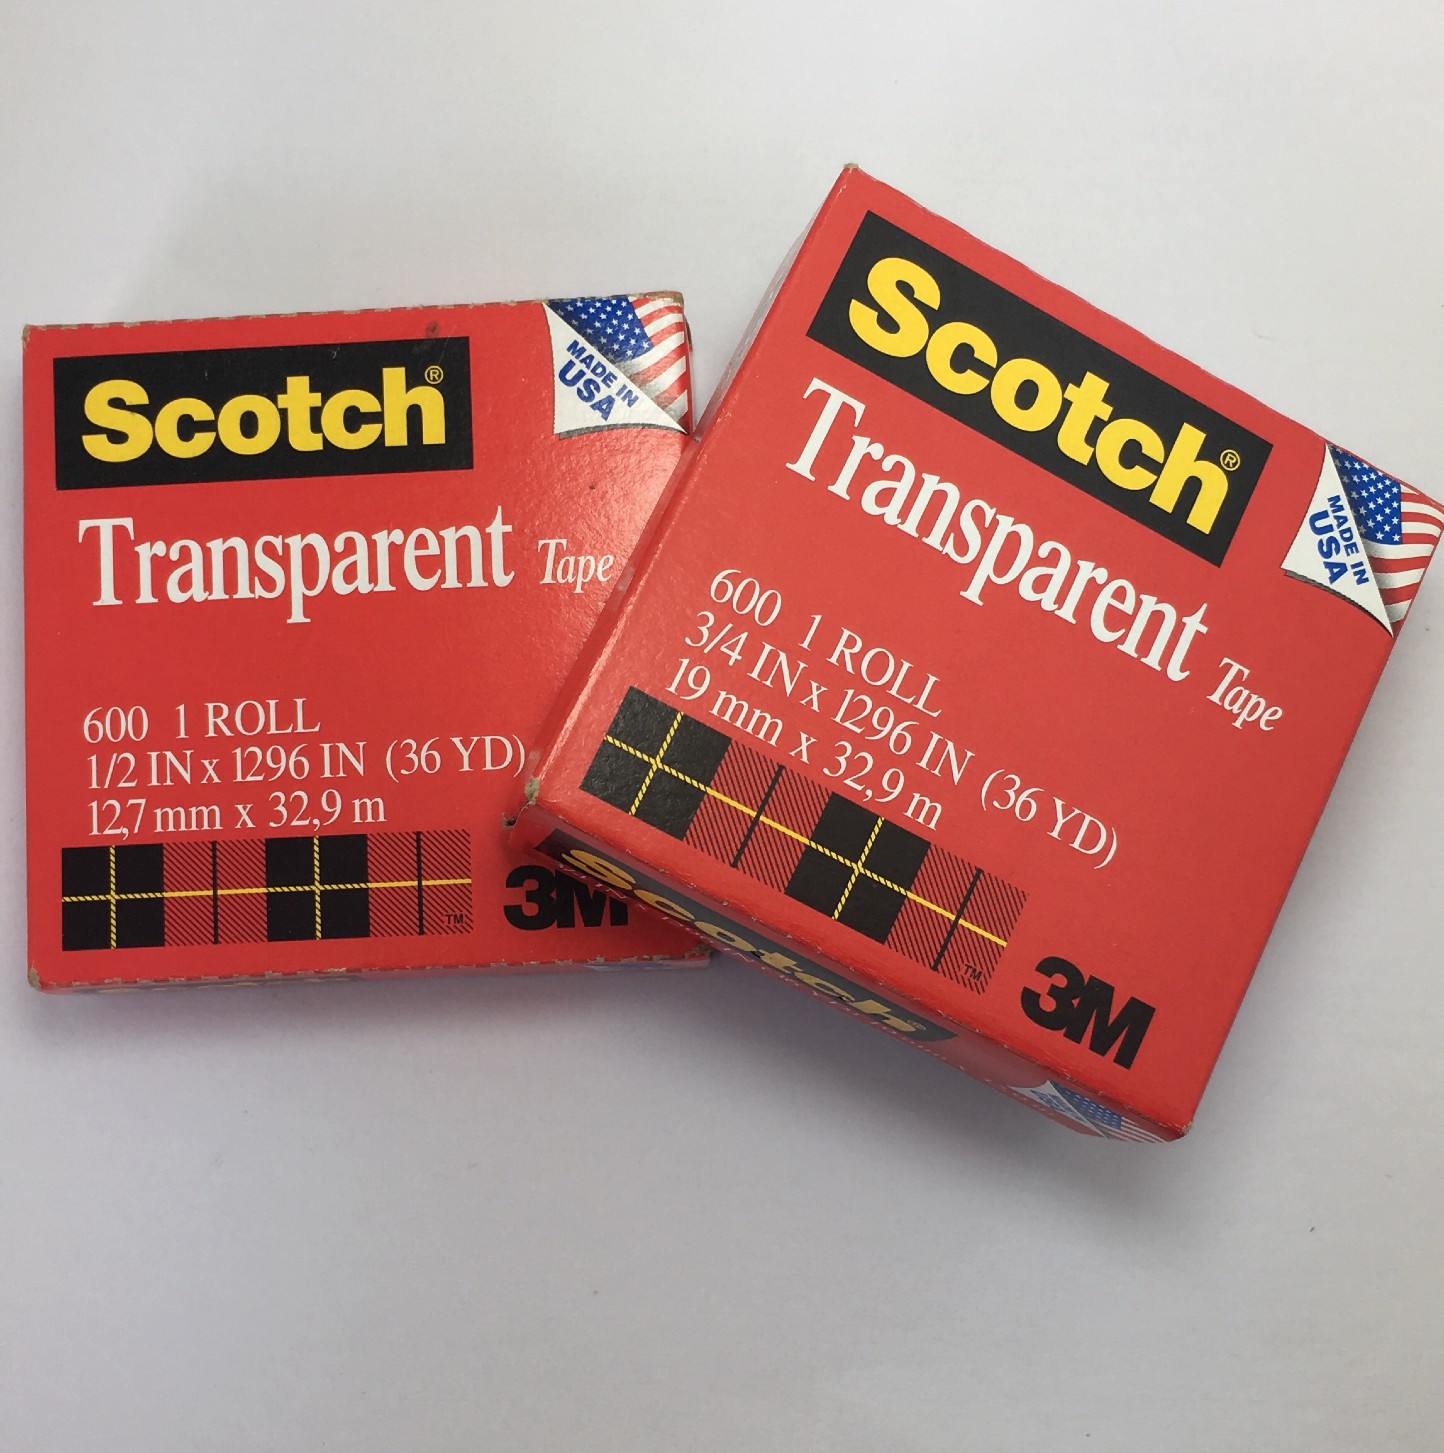 Scotch®
MADE IN
USA
Transparent Tape
600 1 ROLL
1/2 IN x 1296 IN (36 YD)
12,7 mm x 32,9 m
TM
3M
Scotch®
MADE IN
USA
Transparent Tape
600 1 ROLL
3/4 IN x 1296 IN (36 YD)
19 mm x 32,9 m
TM
3M
Scotch®